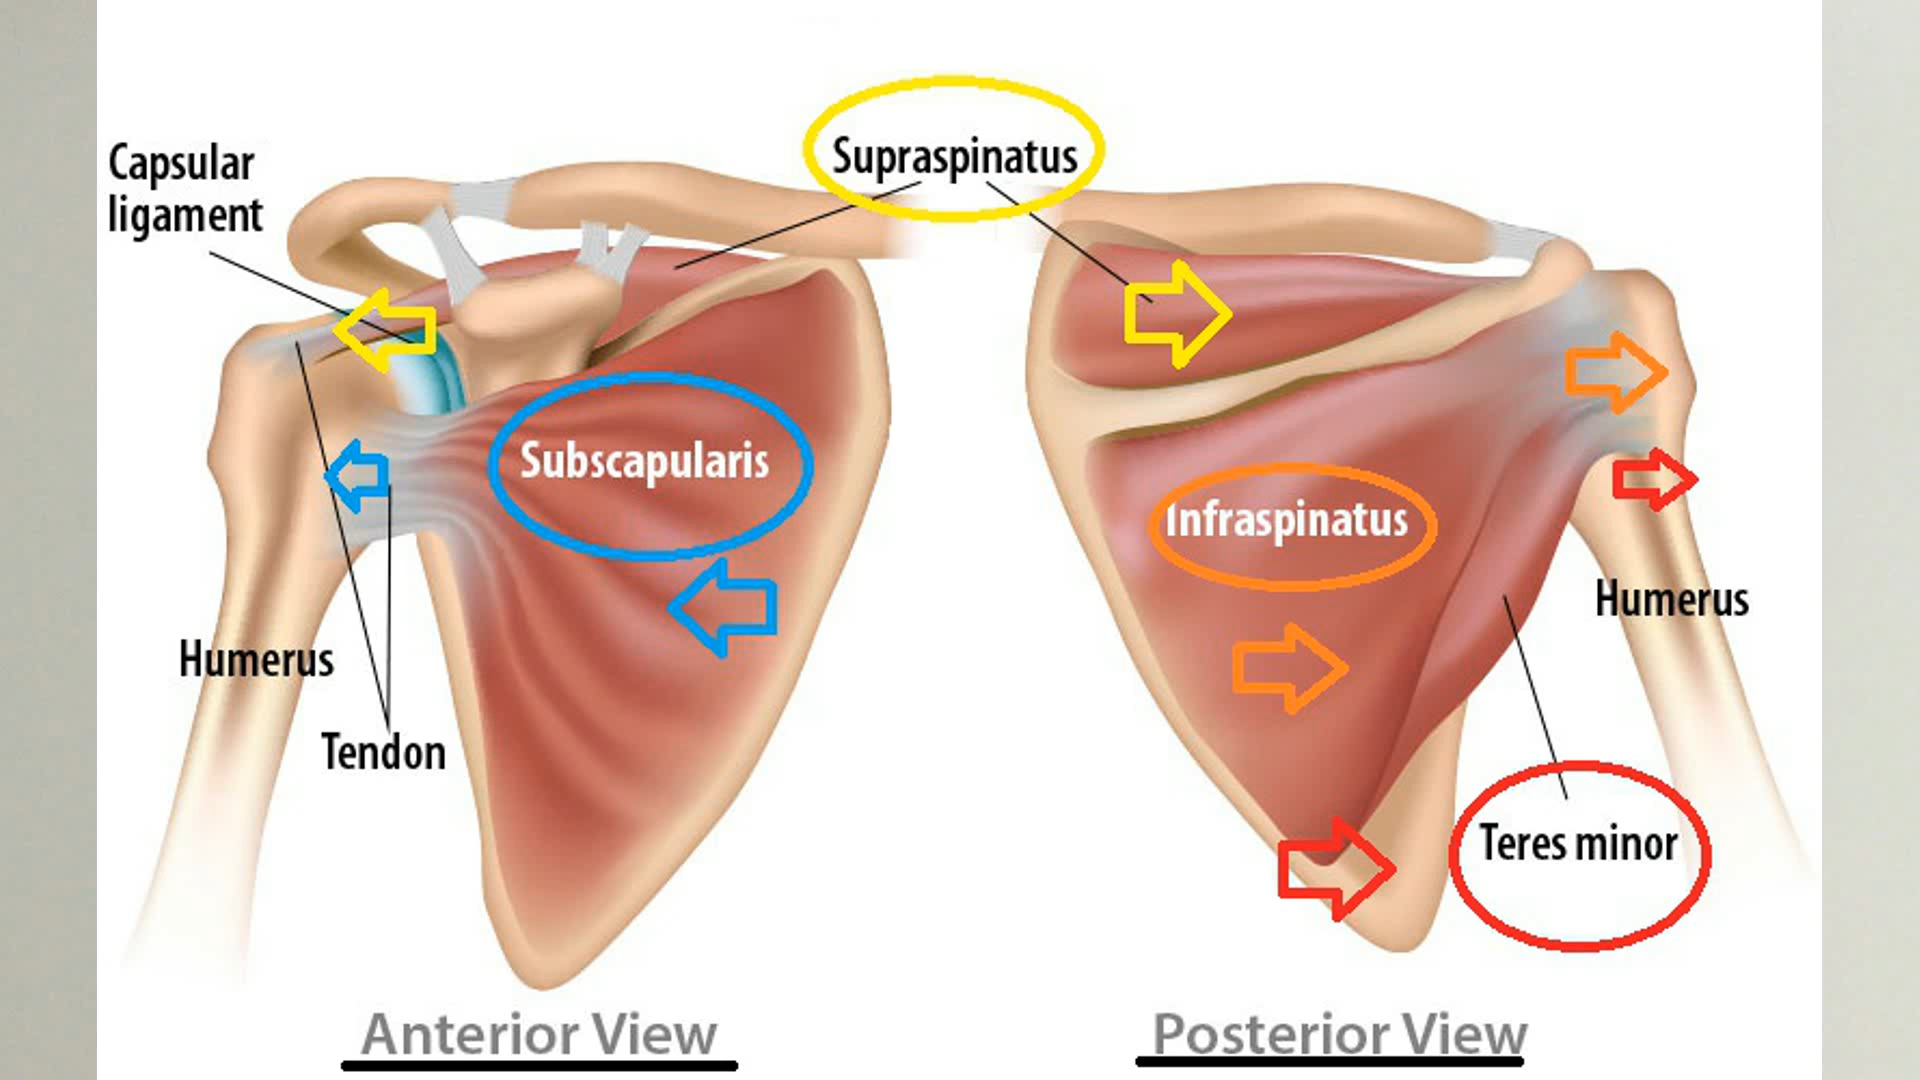 Supraspinatus
Capsular
ligament
Subscapularis
Infraspinatus
Humerus
Humerus
Tendon
Teres minor
Anterior View
Posterior View